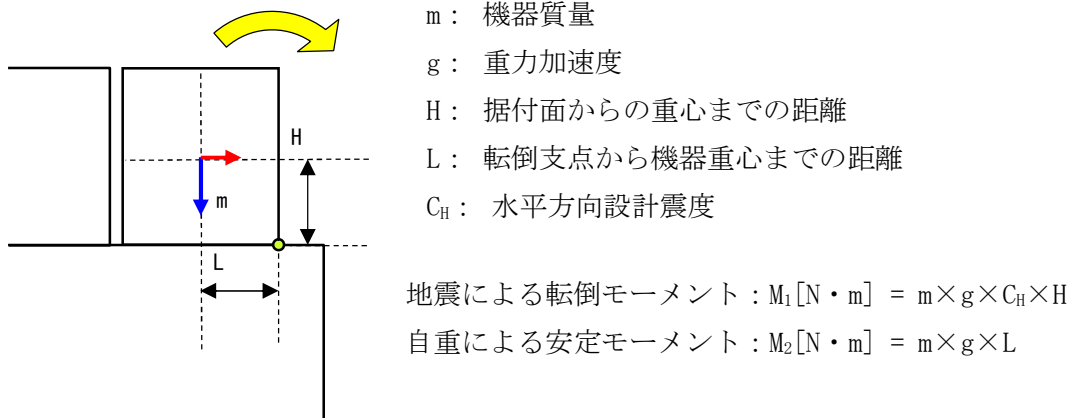 m： 機器質量
g： 重力加速度
H： 据付面からの重心までの距離
L： 転倒支点から機器重心までの距離
CH： 水平方向設計震度
H
m
L
地震による転倒モーメント：M1[N・m] = m×g×CH×H
自重による安定モーメント：M2[N・m] = m×g×L